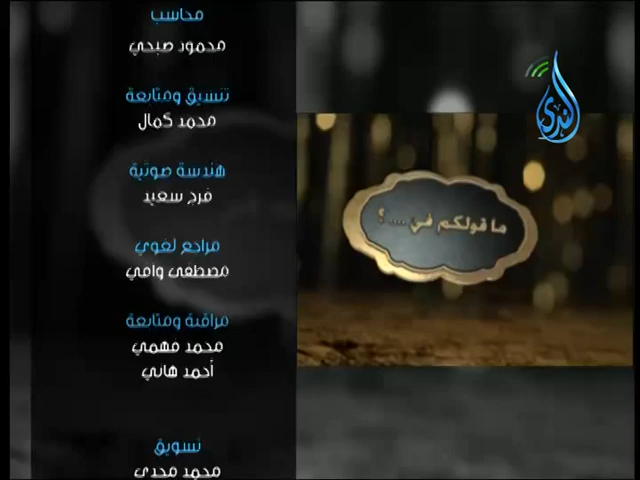 محاسب
محمود صبحي
تنسيق ومتابعة
محمد كمال
هندسة صوتية
فرج سعيد
مراجع لغوي
مصطفى وافي
مراقبة ومتابعة
محمد فهمي
أحمد هاني
تسويق
محمد مجدي
الندى
ما قولكم في .... ؟